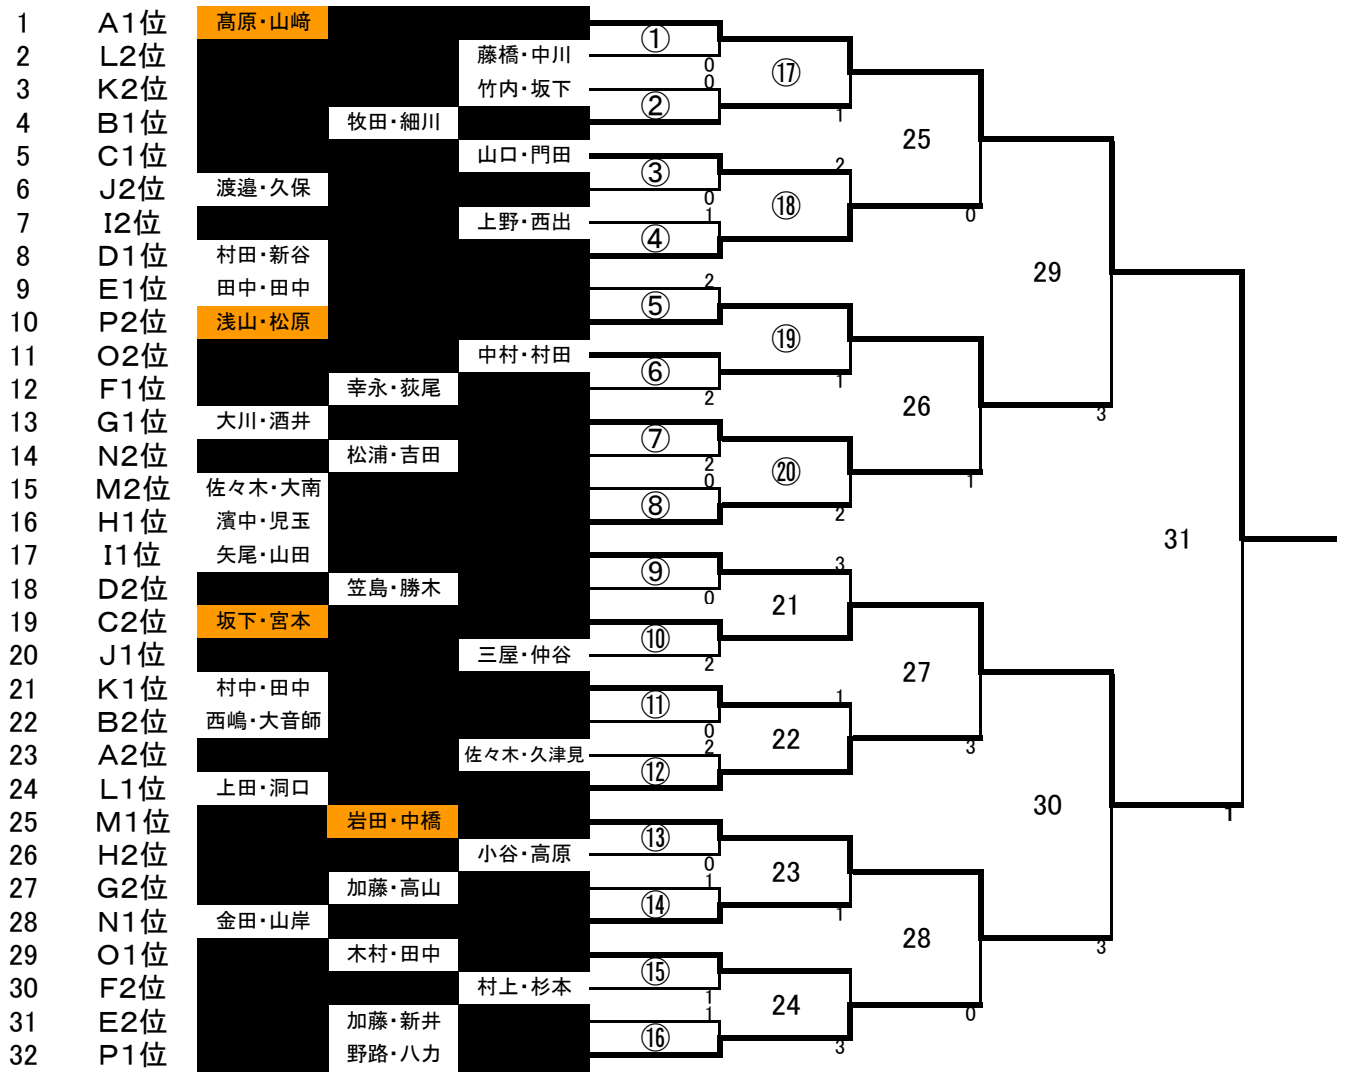 1 A1位 髙原・山﨑
2 L2位 藤橋・中川
3 K2位 竹内・坂下
4 B1位 牧田・細川
5 C1位 山口・門田
6 J2位 渡邉・久保
7 I2位 上野・西出
8 D1位 村田・新谷
9 E1位 田中・田中
10 P2位 浅山・松原
11 O2位 中村・村田
12 F1位 幸永・荻尾
13 G1位 大川・酒井
14 N2位 松浦・吉田
15 M2位 佐々木・大南
16 H1位 濱中・児玉
17 I1位 矢尾・山田
18 D2位 笠島・勝木
19 C2位 坂下・宮本
20 J1位 三屋・仲谷
21 K1位 村中・田中
22 B2位 西嶋・大音師
23 A2位 佐々木・久津見
24 L1位 上田・洞口
25 M1位 岩田・中橋
26 H2位 小谷・高原
27 G2位 加藤・高山
28 N1位 金田・山岸
29 O1位 木村・田中
30 F2位 村上・杉本
31 E2位 加藤・新井
32 P1位 野路・八力
①
0
0
②
③
0
1
④
2
⑤
⑥
2
⑦
2
0
⑧
⑨
0
⑩
2
⑪
0
2
⑫
⑬
0
1
⑭
⑮
1
1
⑯
⑰
1
2
⑱
⑲
1
⑳
2
3
21
1
22
23
1
24
3
25
0
26
1
27
3
28
0
29
3
30
3
31
1